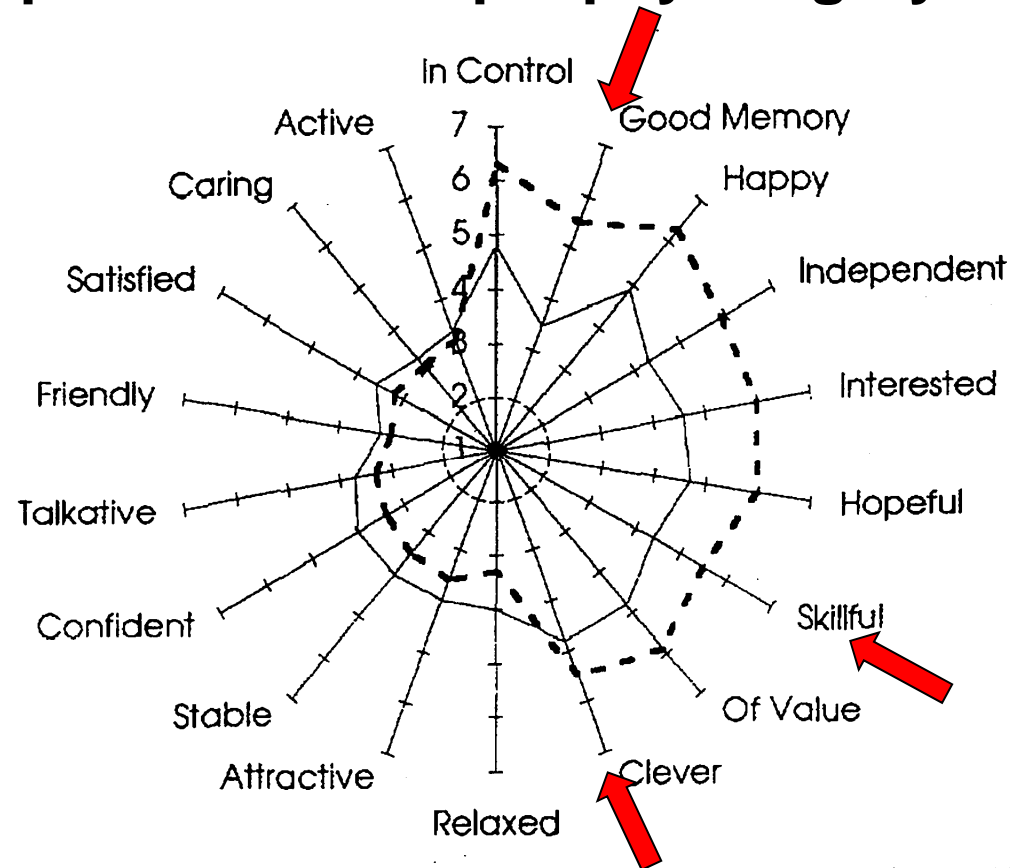 In Control
Good Memory
Happy
Independent
Interested
Hopeful
Skillful
Of Value
Clever
Relaxed
Attractive
Stable
Confident
Talkative
Friendly
Satisfied
Caring
Active
7
6
5
4
3
2
1